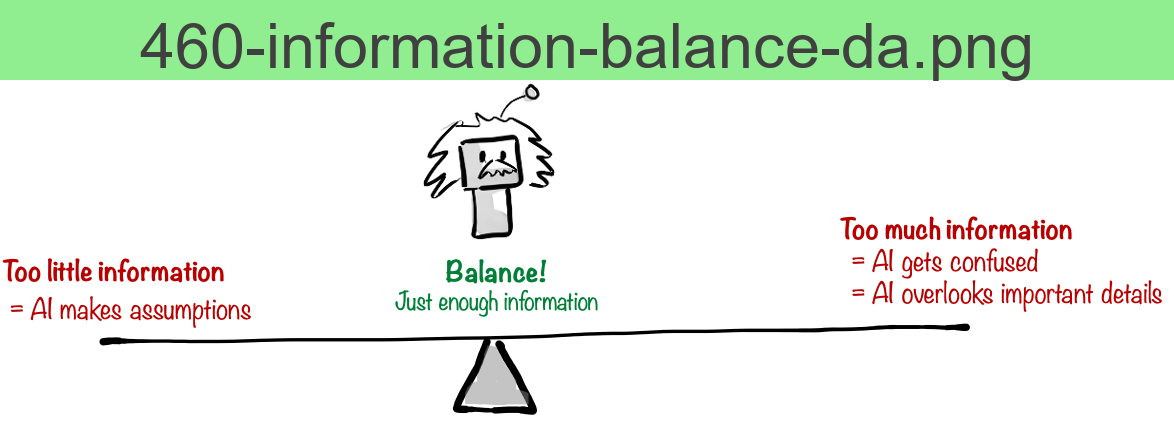 460-information-balance-da.png
Too little information
= AI makes assumptions
Balance!
Just enough information
Too much information
= AI gets confused
= AI overlooks important details